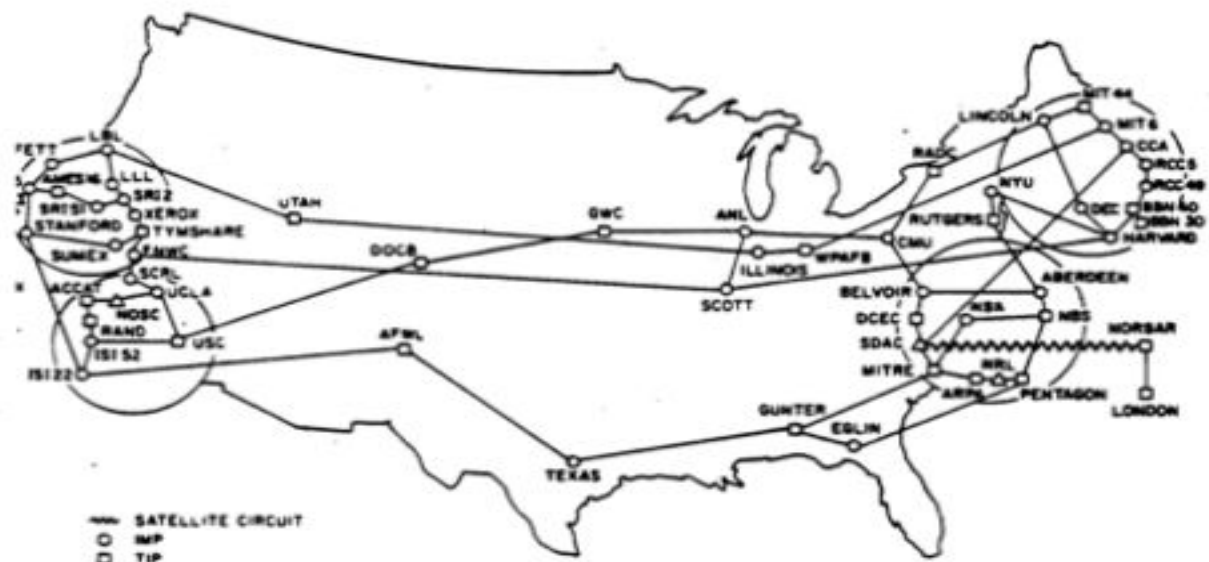 MIT 44
LINCOLN
MIT 6
CCA
LBL
RADC
RCC 5
AMES16
LLL
NYU
RCC 49
SRI 2
SRI 51
UTAH
DEC
BBN 40
XEROX
RUTGERS
BBN 30
STANFORD
TYMSHARE
GWC
ANL
CMU
HARVARD
SUMEX
FNWC
DOCB
ILLINOIS
WPAFB
SCRL
ABERDEEN
ACCAT
UCLA
SCOTT
BELVOIR
NOSC
NSA
DCEC
NBS
NORSAR
RAND
AFWL
SDAC
USC
ISI 52
ISI 22
MITRE
NRL
ARPA
PENTAGON
LONDON
GUNTER
EGLIN
TEXAS
SATELLITE CIRCUIT
IMP
TIP